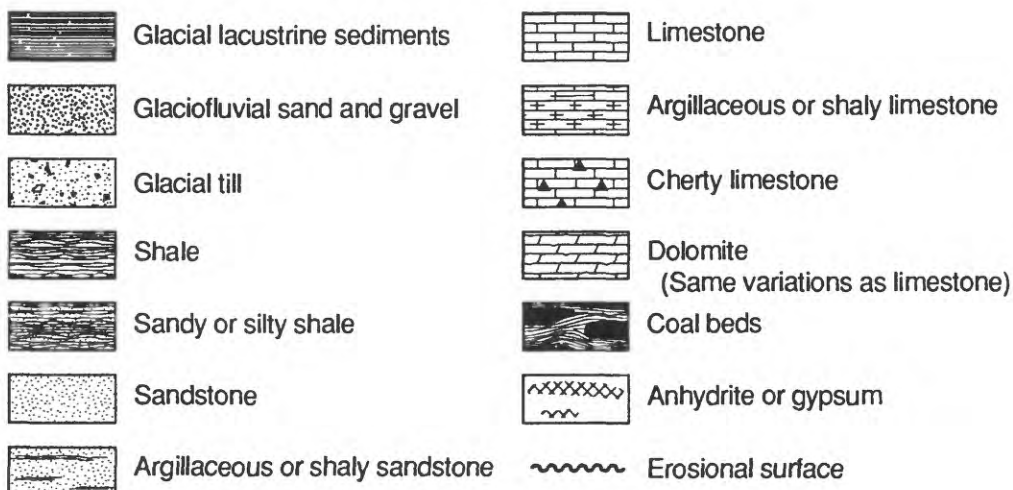 Glacial lacustrine sediments
Glaciofluvial sand and gravel
Glacial till
Shale
Sandy or silty shale
Sandstone
Argillaceous or shaly sandstone
Limestone
Argillaceous or shaly limestone
Cherty limestone
Dolomite
(Same variations as limestone)
Coal beds
Anhydrite or gypsum
Erosional surface